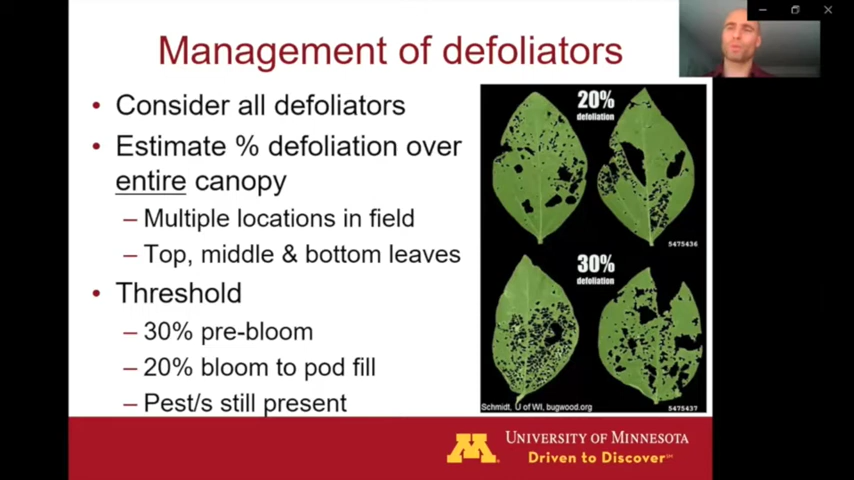 Management of defoliators
• Consider all defoliators
• Estimate % defoliation over
entire canopy
– Multiple locations in field
– Top, middle & bottom leaves
• Threshold
– 30% pre-bloom
– 20% bloom to pod fill
– Pest/s still present
20%
defoliation
5475436
30%
defoliation
Schmidt, U of WI, bugwood.org
5475437
UNIVERSITY OF MINNESOTA
Driven to Discover℠